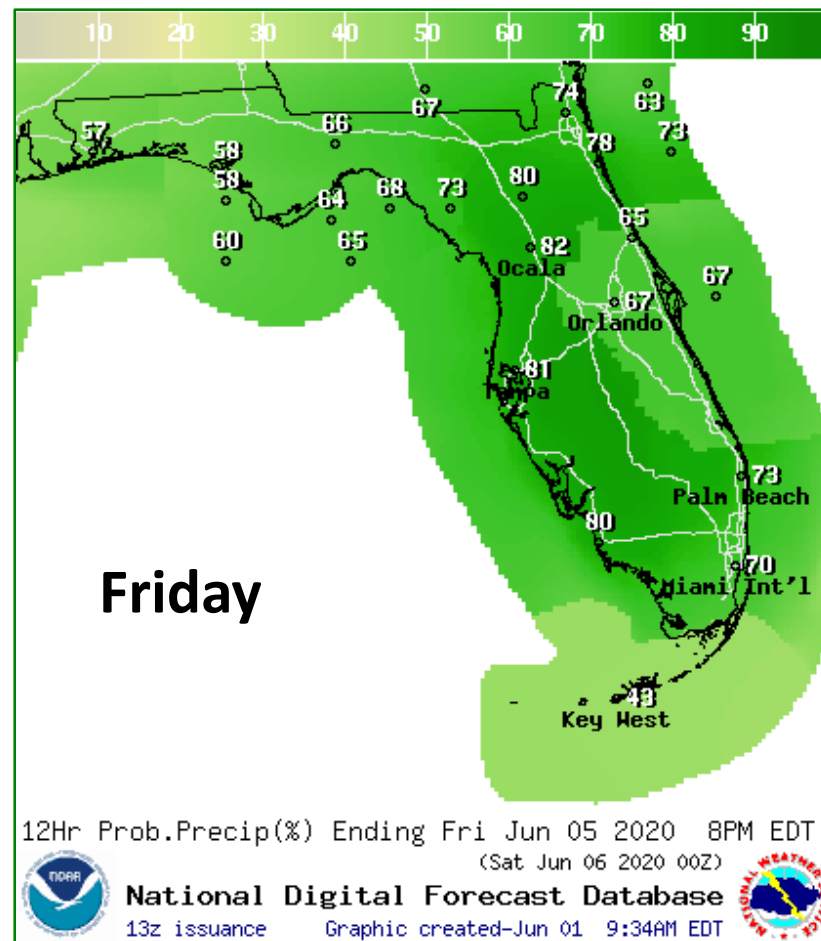 10 20 30 40 50 60 70 80 90
74
67
63
57
66
78
73
58
80
58
64
68
73
65
60
65
82
Ocala
67
67
Orlando
81
Tampa
73
Palm Beach
80
70
Miami Int'l
Friday
43
Key West
12Hr Prob.Precip(%) Ending Fri Jun 05 2020 8PM EDT
(Sat Jun 06 2020 00Z)
NOAA
National Digital Forecast Database
13z issuance Graphic created-Jun 01 9:34AM EDT